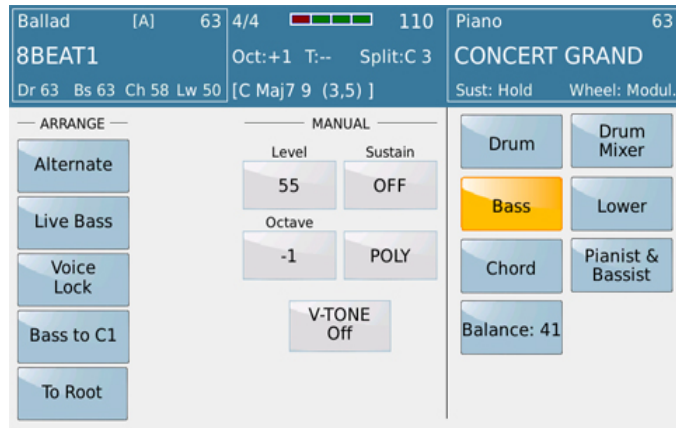 Ballad [A] 63
8BEAT1
Dr 63 Bs 63 Ch 58 Lw 50
4/4 110
Oct:+1 T:-- Split:C 3
[C Maj7 9 (3,5) ]
Piano 63
CONCERT GRAND
Sust: Hold Wheel: Modul.
ARRANGE
Alternate
Live Bass
Voice
Lock
Bass to C1
To Root
MANUAL
Level Sustain
55 OFF
Octave
-1 POLY
V-TONE
Off
Drum
Drum
Mixer
Bass
Lower
Chord
Pianist &
Bassist
Balance: 41